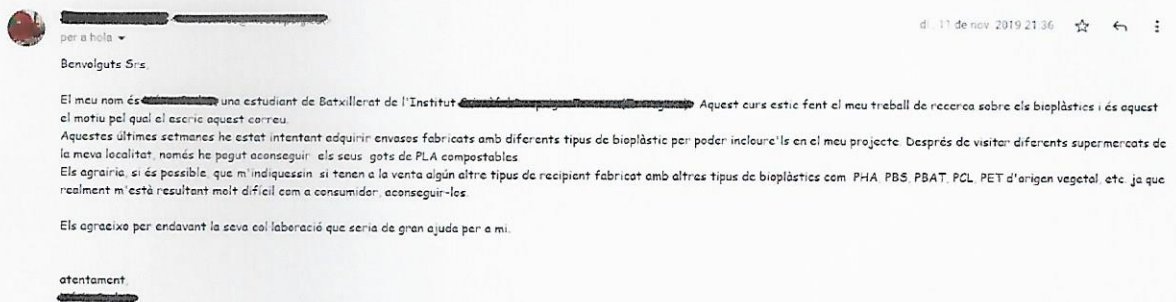 dl., 11 de nov. 2019 21:36
per a hola
Benvolguts Srs,
El meu nom és una estudiant de Batxillerat de l'Institut Aquest curs estic fent el meu treball de recerca sobre els bioplàstics i és aquest
el motiu pel qual el escric aquest correu.
Aquestes últimes setmanes he estat intentant adquirir envasos fabricats amb diferents tipus de bioplàstic per poder incloure'ls en el meu projecte. Després de visitar diferents supermercats de
la meva localitat, només he pogut aconseguir els seus gots de PLA compostables
Els agrairia, si és possible, que m'indiquessin si tenen a la venta algún altre tipus de recipient fabricat amb altres tipus de bioplàstics com PHA, PBS, PBAT, PCL, PET d'origen vegetal, etc ja que
realment m'està resultant molt difícil com a consumidor, aconseguir-los.
Els agraeixo per endavant la seva col laboració que seria de gran ajuda per a mi.
atentament,